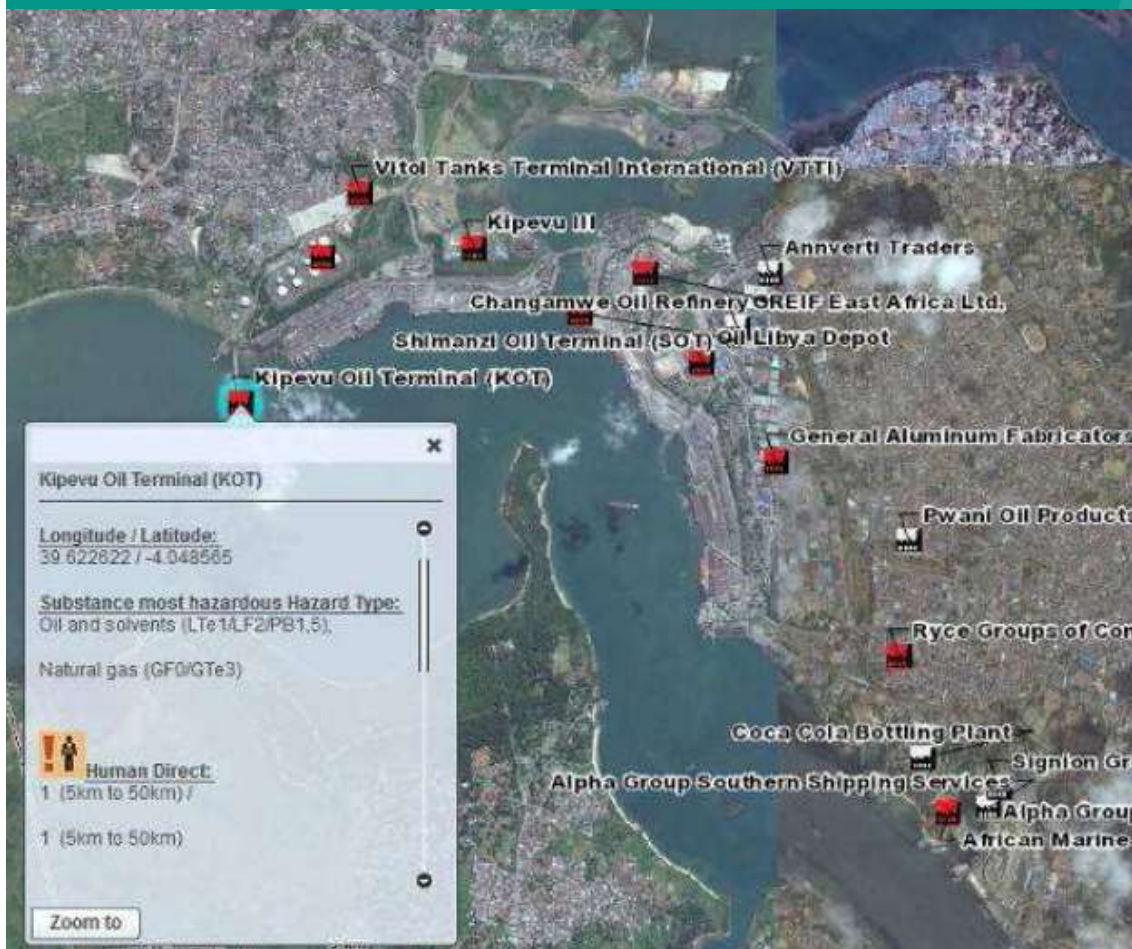 Vitol Tanks Terminal International (VTTI)
Kipevu III
Annverti Traders
Changamwe Oil Refinery
GREIF East Africa Ltd.
Shimanzi Oil Terminal (SOT)
Oil Libya Depot
Kipevu Oil Terminal (KOT)
General Aluminum Fabricators
Pwani Oil Products
Ryce Groups of Con
Coca Cola Bottling Plant
Signion Gr
Alpha Group Southern Shipping Services
Alpha Group
African Marine
Kipevu Oil Terminal (KOT)
Longitude / Latitude:
39.622622 / -4.048565
Substance most hazardous Hazard Type:
Oil and solvents (LTe1/LF2/PB1,5),
Natural gas (GF0/GTe3)
Human Direct:
1 (5km to 50km) /
1 (5km to 50km)
Zoom to